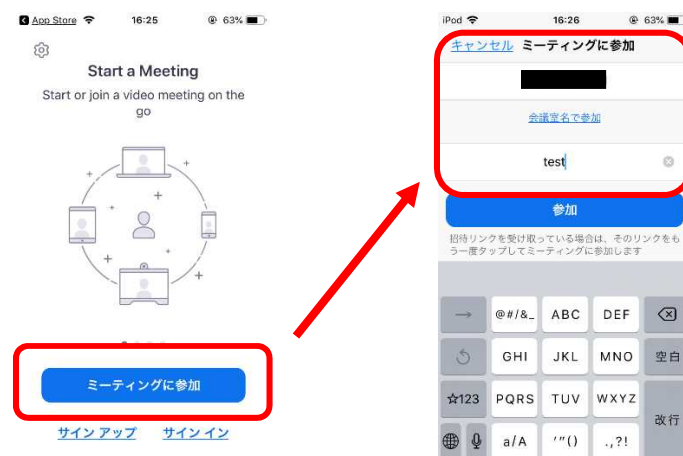 App Store 16:25 63%
Start a Meeting
Start or join a video meeting on the
go
ミーティングに参加
サイン アップ サイン イン
iPod 16:26 63%
キャンセル ミーティングに参加
会議室名で参加
test
参加
招待リンクを受け取っている場合は、そのリンクをも
う一度タップしてミーティングに参加します
→ @#/&_ ABC DEF
GHI JKL MNO 空白
☆123 PQRS TUV WXYZ
改行
a/A '"() .,?!